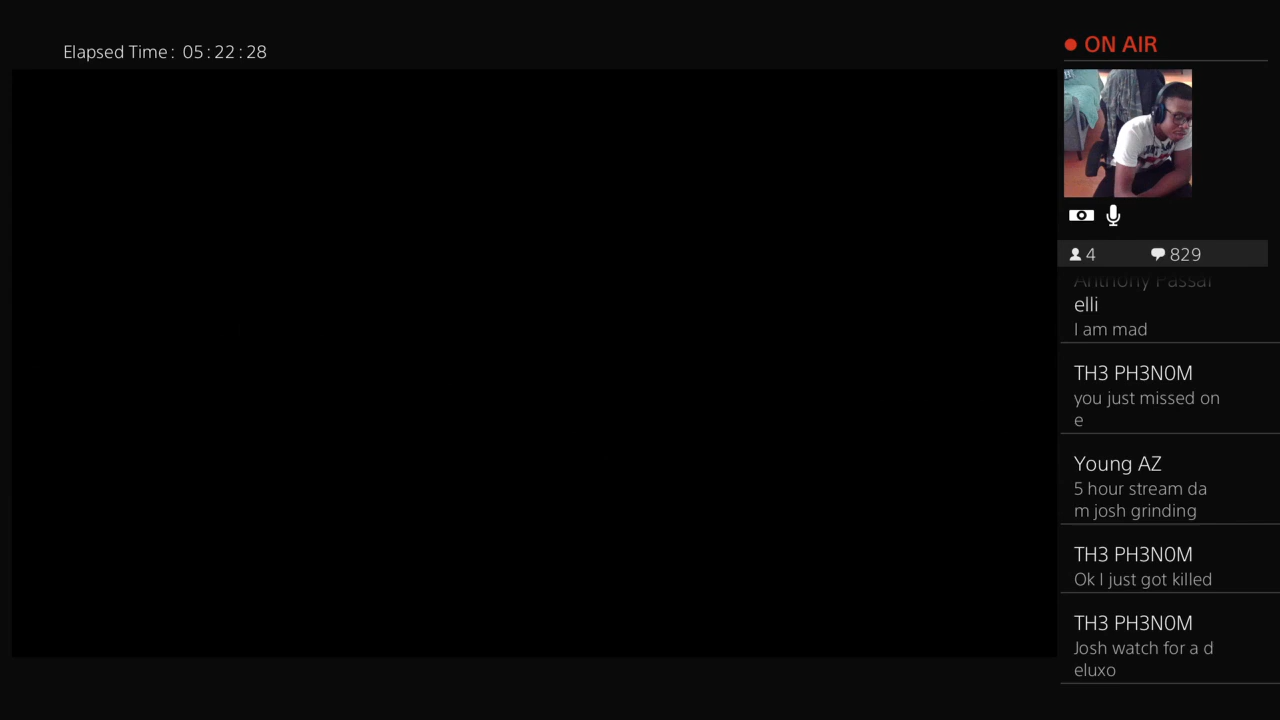 Elapsed Time: 05:22:28
ON AIR
4 829
Anthony Passar
elli
I am mad
TH3 PH3N0M
you just missed on
e
Young AZ
5 hour stream da
m josh grinding
TH3 PH3N0M
Ok I just got killed
TH3 PH3N0M
Josh watch for a d
eluxo